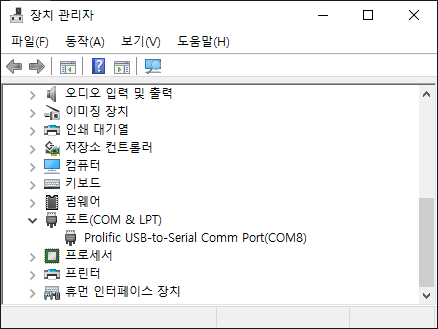 장치 관리자
파일(F) 동작(A) 보기(V) 도움말(H)
오디오 입력 및 출력
이미징 장치
인쇄 대기열
저장소 컨트롤러
컴퓨터
키보드
펌웨어
포트(COM & LPT)
Prolific USB-to-Serial Comm Port(COM8)
프로세서
프린터
휴먼 인터페이스 장치